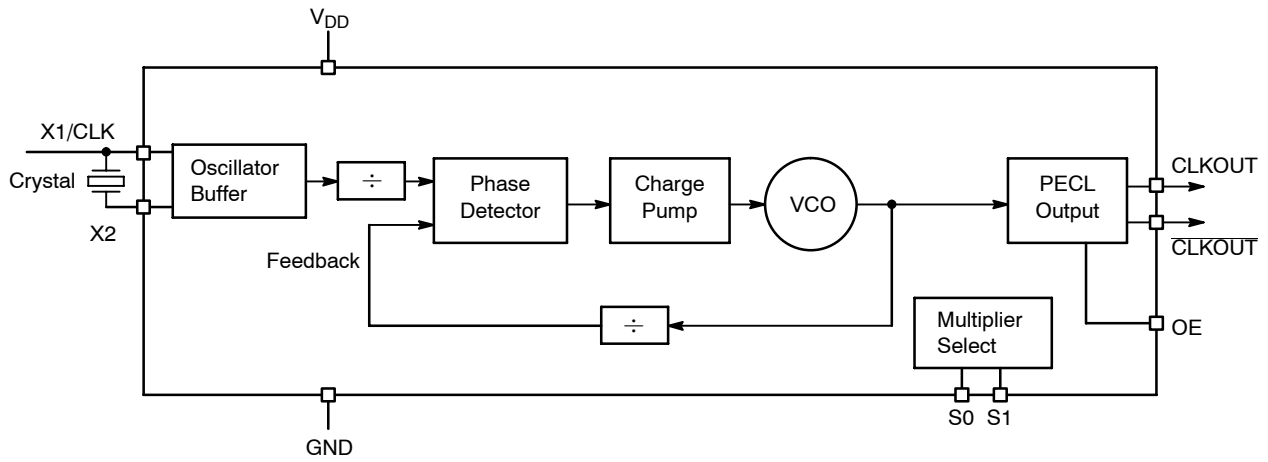 VDD
X1/CLK
Crystal
X2
Oscillator
Buffer
÷
Phase
Detector
Charge
Pump
VCO
PECL
Output
CLKOUT
CLKOUT
Feedback
÷
Multiplier
Select
OE
S0 S1
GND